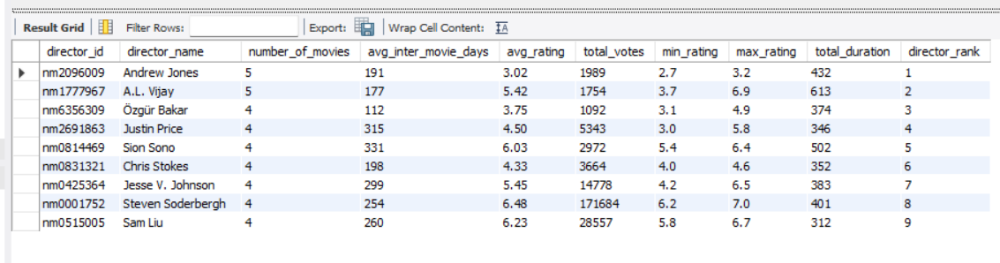 Result Grid Filter Rows: Export: Wrap Cell Content: IA
director_id director_name number_of_movies avg_inter_movie_days avg_rating total_votes min_rating max_rating total_duration director_rank
nm2096009 Andrew Jones 5 191 3.02 1989 2.7 3.2 432 1
nm1777967 A.L. Vijay 5 177 5.42 1754 3.7 6.9 613 2
nm6356309 Özgür Bakar 4 112 3.75 1092 3.1 4.9 374 3
nm2691863 Justin Price 4 315 4.50 5343 3.0 5.8 346 4
nm0814469 Sion Sono 4 331 6.03 2972 5.4 6.4 502 5
nm0831321 Chris Stokes 4 198 4.33 3664 4.0 4.6 352 6
nm0425364 Jesse V. Johnson 4 299 5.45 14778 4.2 6.5 383 7
nm0001752 Steven Soderbergh 4 254 6.48 171684 6.2 7.0 401 8
nm0515005 Sam Liu 4 260 6.23 28557 5.8 6.7 312 9